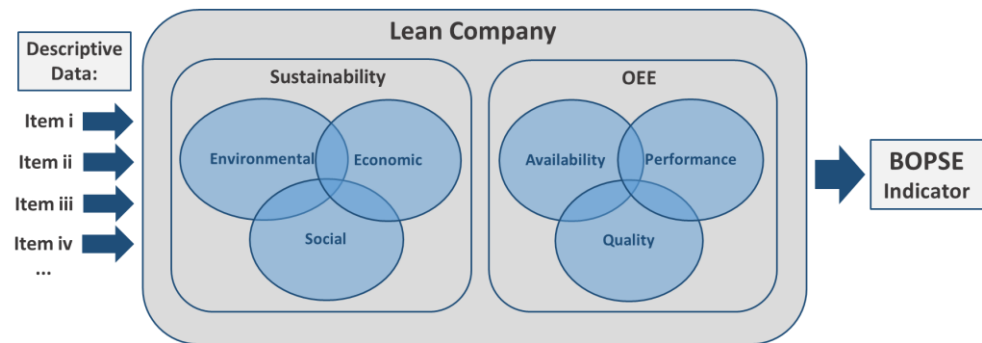 Lean Company
Descriptive
Data:
Item i
Item ii
Item iii
Item iv
...
Sustainability
Environmental
Economic
Social
OEE
Availability
Performance
Quality
BOPSE
Indicator